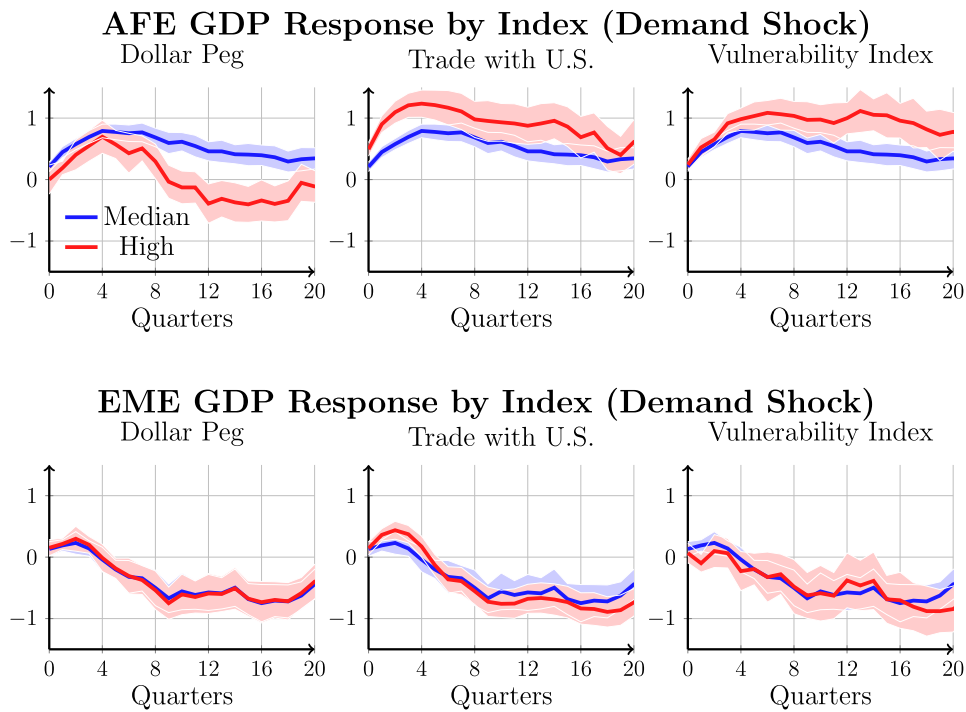 AFE GDP Response by Index (Demand Shock)
Dollar Peg
Trade with U.S.
Vulnerability Index
1
0
−1
Median
High
0 4 8 12 16 20
Quarters
1
0
−1
0 4 8 12 16 20
Quarters
1
0
−1
0 4 8 12 16 20
Quarters
EME GDP Response by Index (Demand Shock)
Dollar Peg
Trade with U.S.
Vulnerability Index
1
0
−1
0 4 8 12 16 20
Quarters
1
0
−1
0 4 8 12 16 20
Quarters
1
0
−1
0 4 8 12 16 20
Quarters